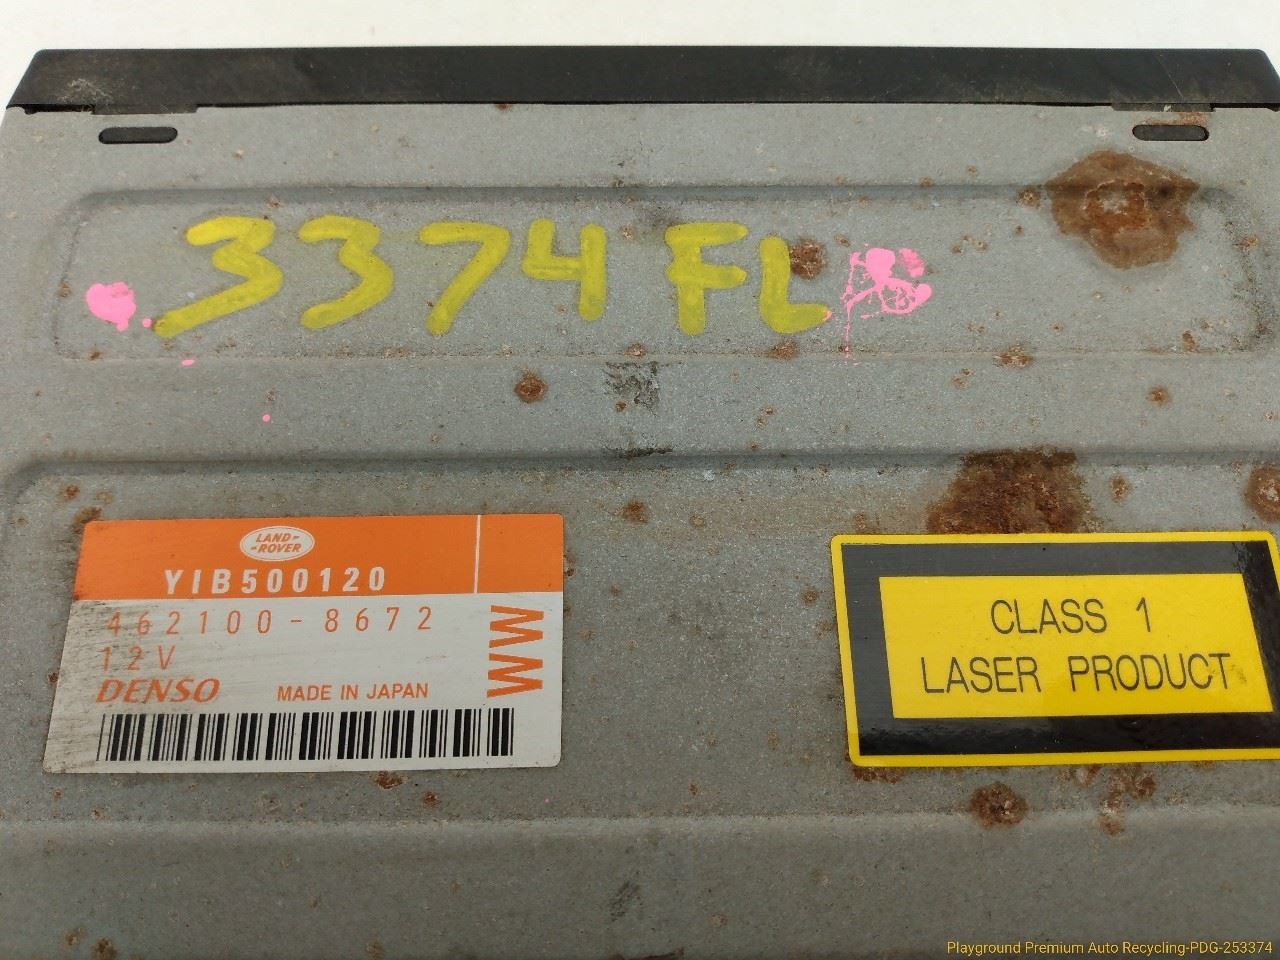 3374 FL
LAND-
-ROVER
YIB500120
462100-8672
12V
WW
DENSO MADE IN JAPAN
CLASS 1
LASER PRODUCT
Playground Premium Auto Recycling-PDG-253374